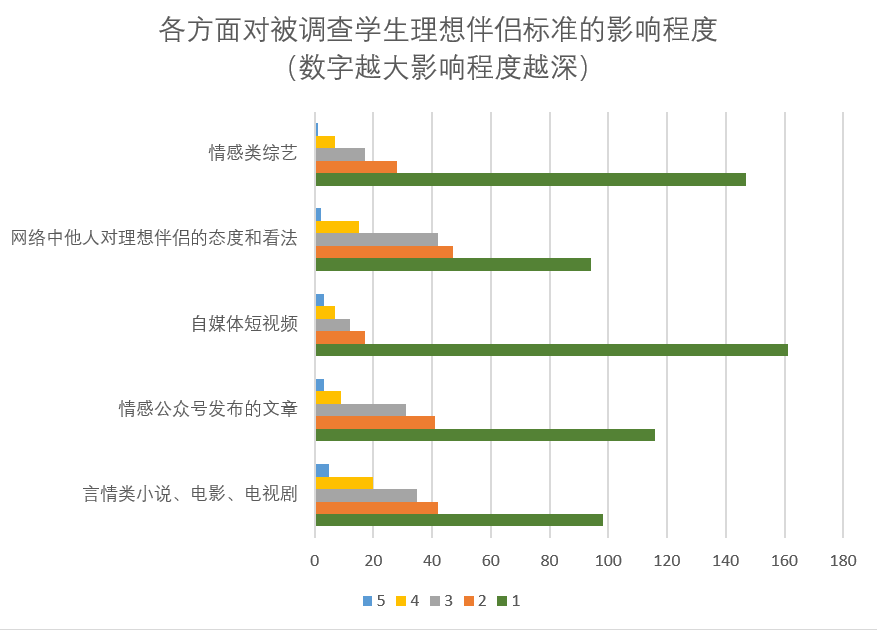 各方面对被调查学生理想伴侣标准的影响程度
（数字越大影响程度越深）
情感类综艺
网络中他人对理想伴侣的态度和看法
自媒体短视频
情感公众号发布的文章
言情类小说、电影、电视剧
0 20 40 60 80 100 120 140 160 180
5 4 3 2 1